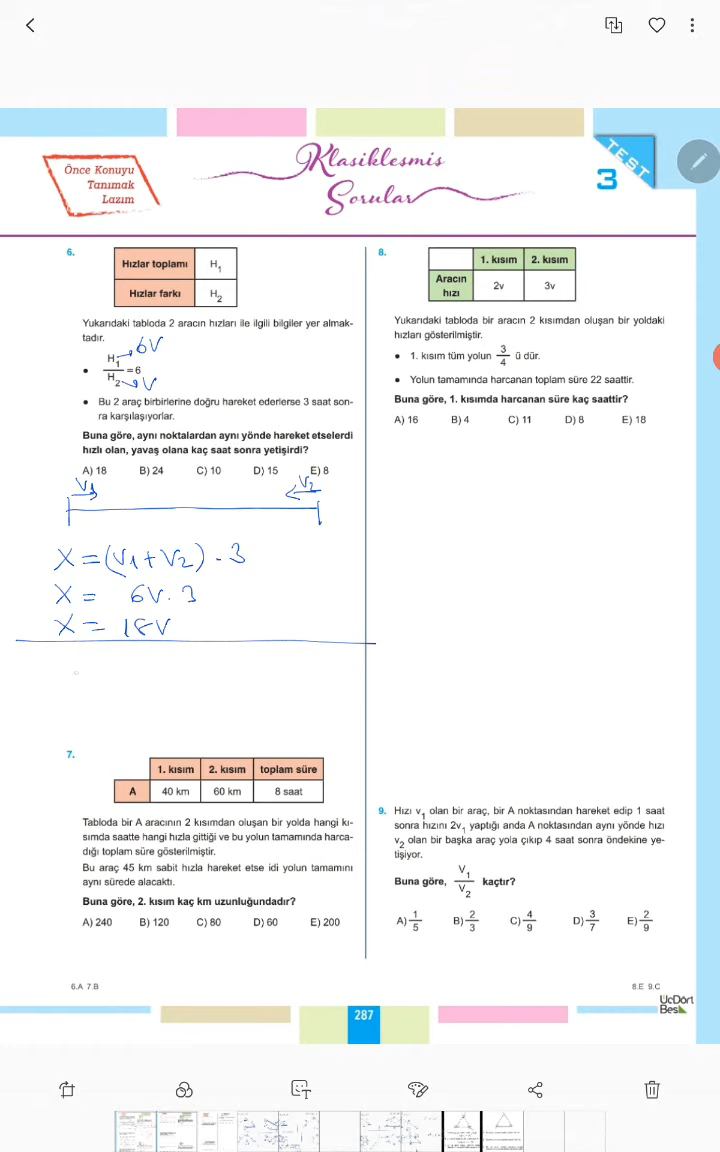 Önce Konuyu
Tanımak
Lazım
Klasiklesmis
Sorular
TEST
3
6.
Hızlar toplamı H₁
Hızlar farkı H₂
Yukarıdaki tabloda 2 aracın hızları ile ilgili bilgiler yer almak-
tadır.
• H₁/H₂ = 6
→ 6V
→ V
• Bu 2 araç birbirlerine doğru hareket ederlerse 3 saat son-
ra karşılaşıyorlar.
Buna göre, aynı noktalardan aynı yönde hareket etselerdi
hızlı olan, yavaş olana kaç saat sonra yetişirdi?
A) 18 B) 24 C) 10 D) 15 E) 8
V1 V2
X = (V1 + V2) · 3
X = 6V · 3
X = 18V
7.
1. kısım 2. kısım toplam süre
A 40 km 60 km 8 saat
Tabloda bir A aracının 2 kısımdan oluşan bir yolda hangi kı-
sımda saatte hangi hızla gittiği ve bu yolun tamamında harca-
dığı toplam süre gösterilmiştir.
Bu araç 45 km sabit hızla hareket etse idi yolun tamamını
aynı sürede alacaktı.
Buna göre, 2. kısım kaç km uzunluğundadır?
A) 240 B) 120 C) 80 D) 60 E) 200
6.A 7.B
8.
1. kısım 2. kısım
Aracın
hızı 2v 3v
Yukarıdaki tabloda bir aracın 2 kısımdan oluşan bir yoldaki
hızları gösterilmiştir.
• 1. kısım tüm yolun 3/4 ü dür.
• Yolun tamamında harcanan toplam süre 22 saattir.
Buna göre, 1. kısımda harcanan süre kaç saattir?
A) 16 B) 4 C) 11 D) 8 E) 18
9. Hızı v₁ olan bir araç, bir A noktasından hareket edip 1 saat
sonra hızını 2v₁ yaptığı anda A noktasından aynı yönde hızı
v₂ olan bir başka araç yola çıkıp 4 saat sonra öndekine ye-
tişiyor.
Buna göre, V₁/V₂ kaçtır?
A) 1/5 B) 2/3 C) 4/9 D) 3/7 E) 2/9
8.E 9.C
287
ÜçDört
Beş